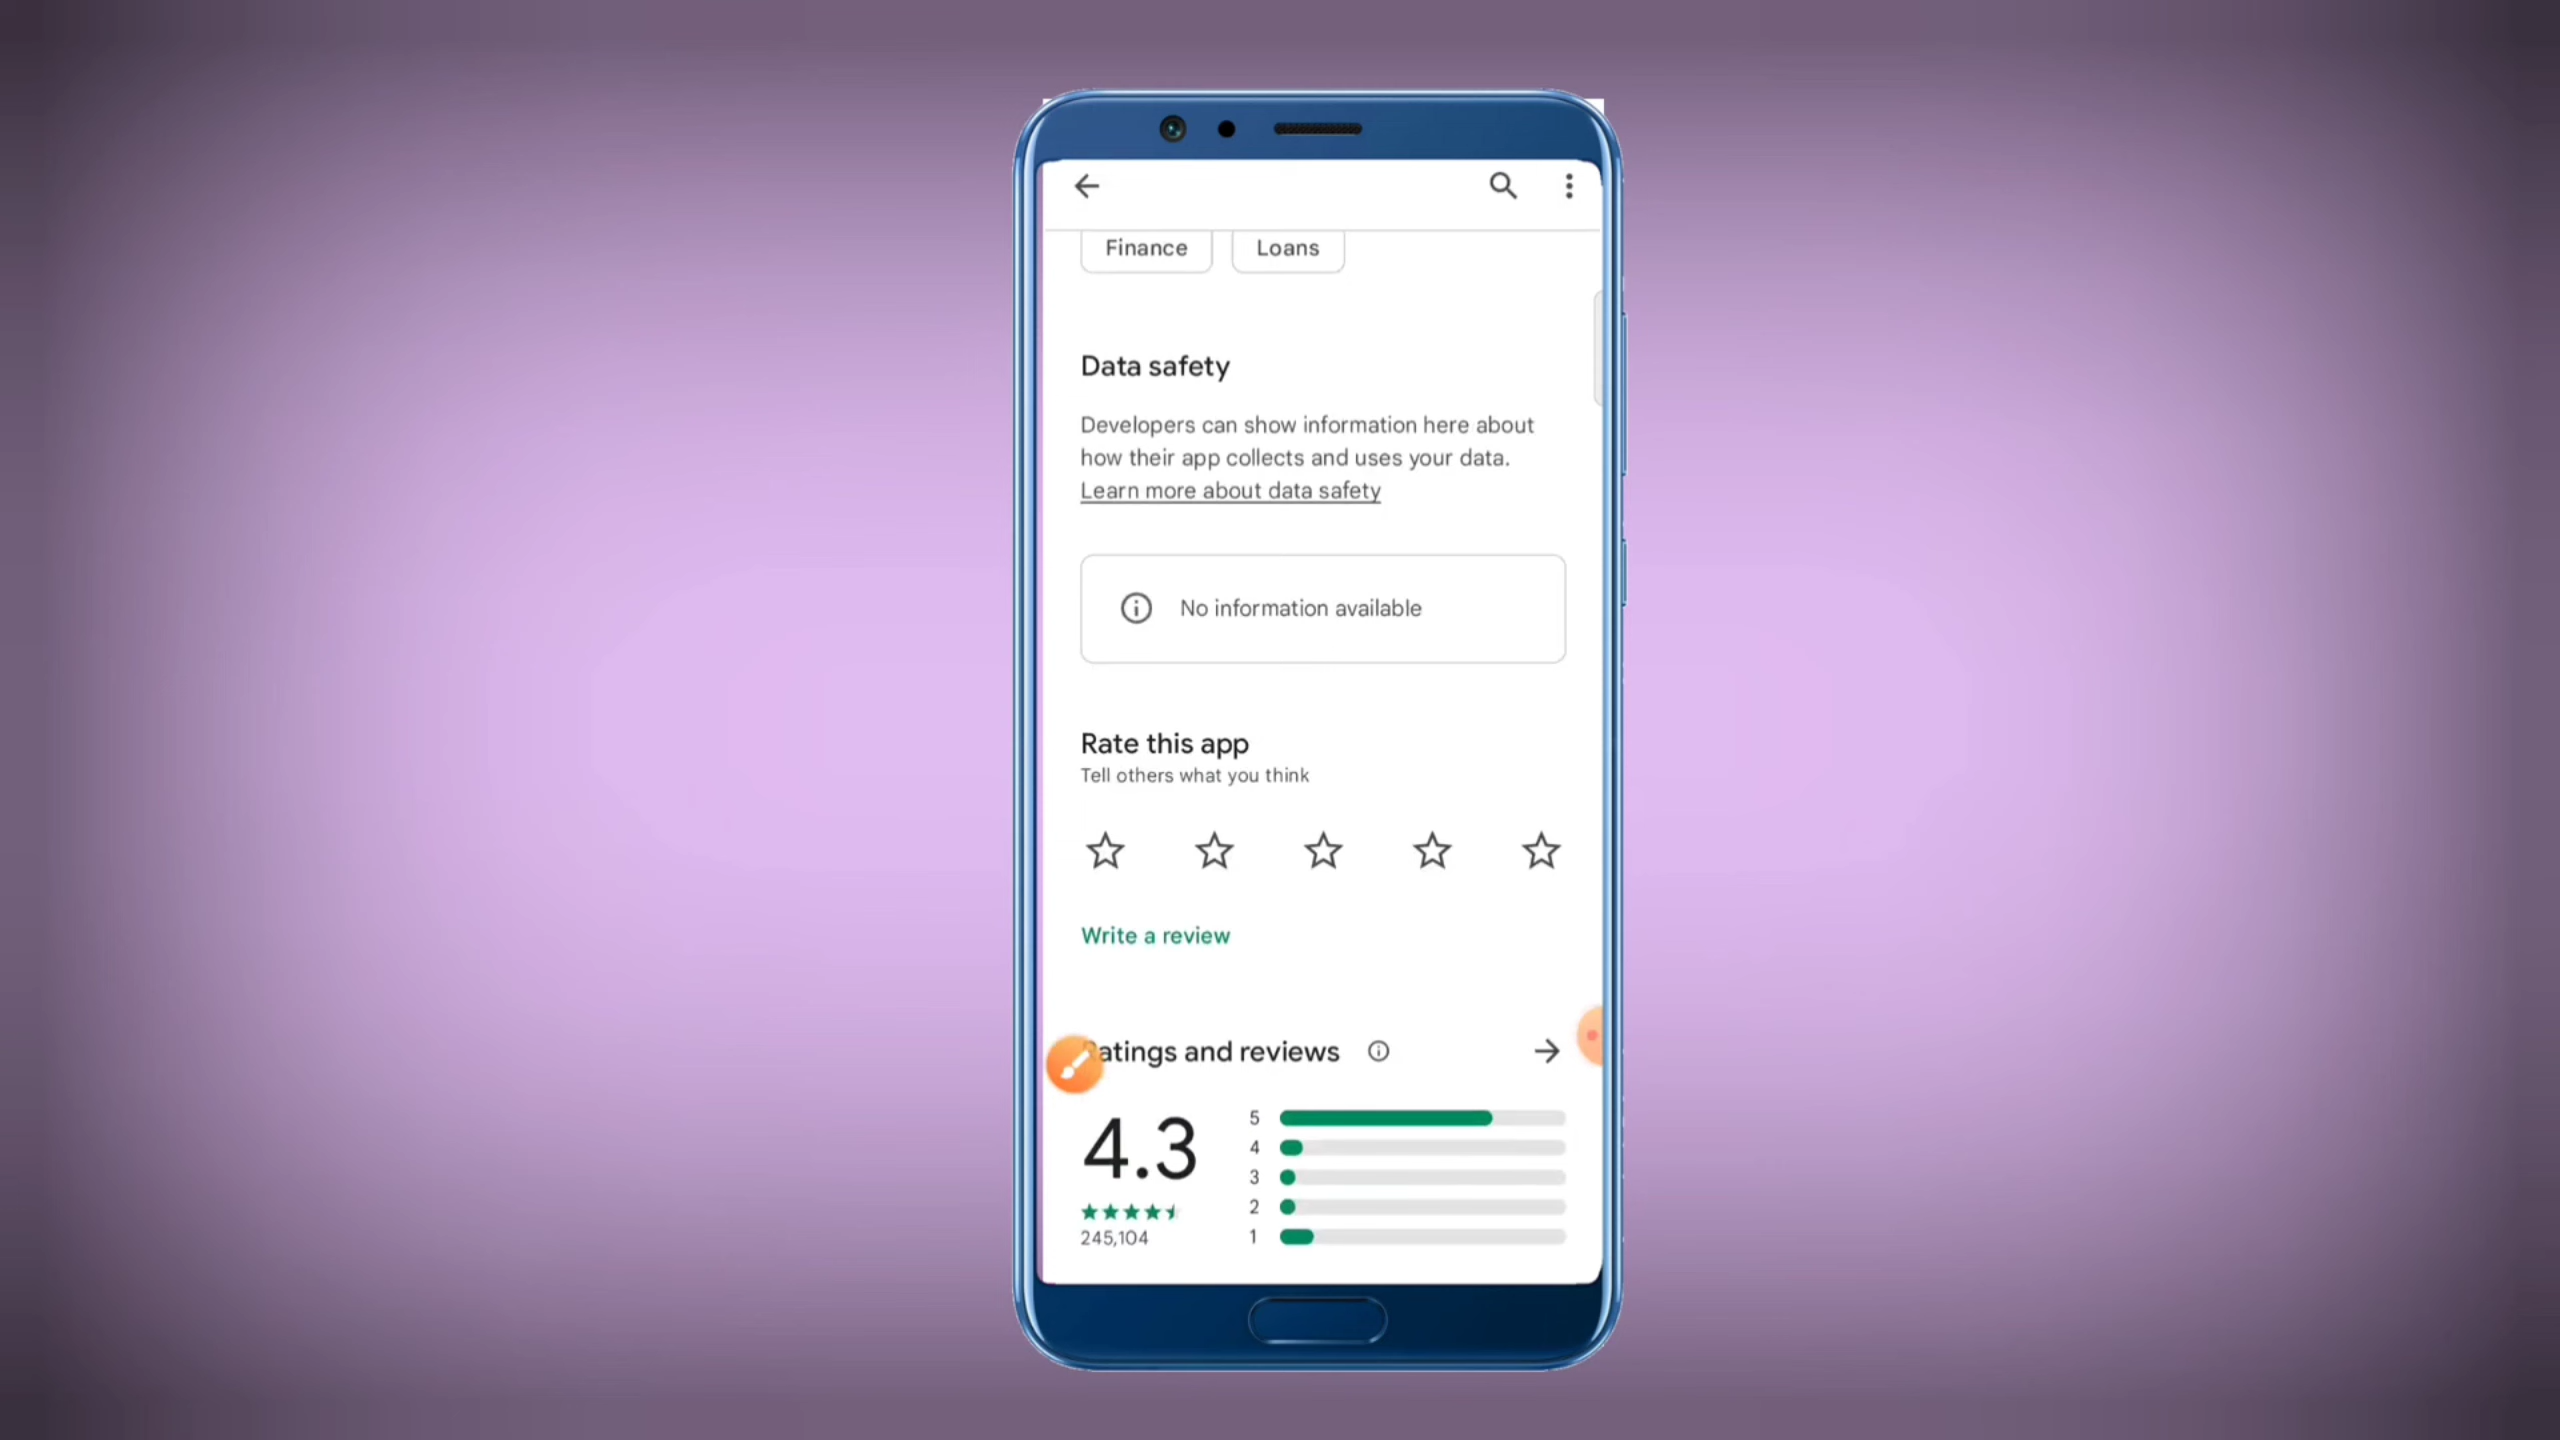 Finance Loans
Data safety
Developers can show information here about
how their app collects and uses your data.
Learn more about data safety
No information available
Rate this app
Tell others what you think
Write a review
atings and reviews
4.3
245,104
5
4
3
2
1